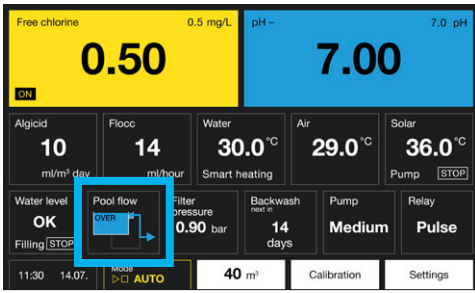 Free chlorine 0.5 mg/L pH – 7.0 pH
0.50 7.00
ON
Algicid Flocc Water Air Solar
10 14 30.0 °C 29.0 °C 36.0 °C
ml/m³ day ml/hour Smart heating Pump STOP
Water level Pool flow Filter pressure Backwash next in Pump Relay
OK OVER 0.90 bar 14 days Medium Pulse
Filling STOP
11:30 14.07. Mode AUTO 40 m³ Calibration Settings